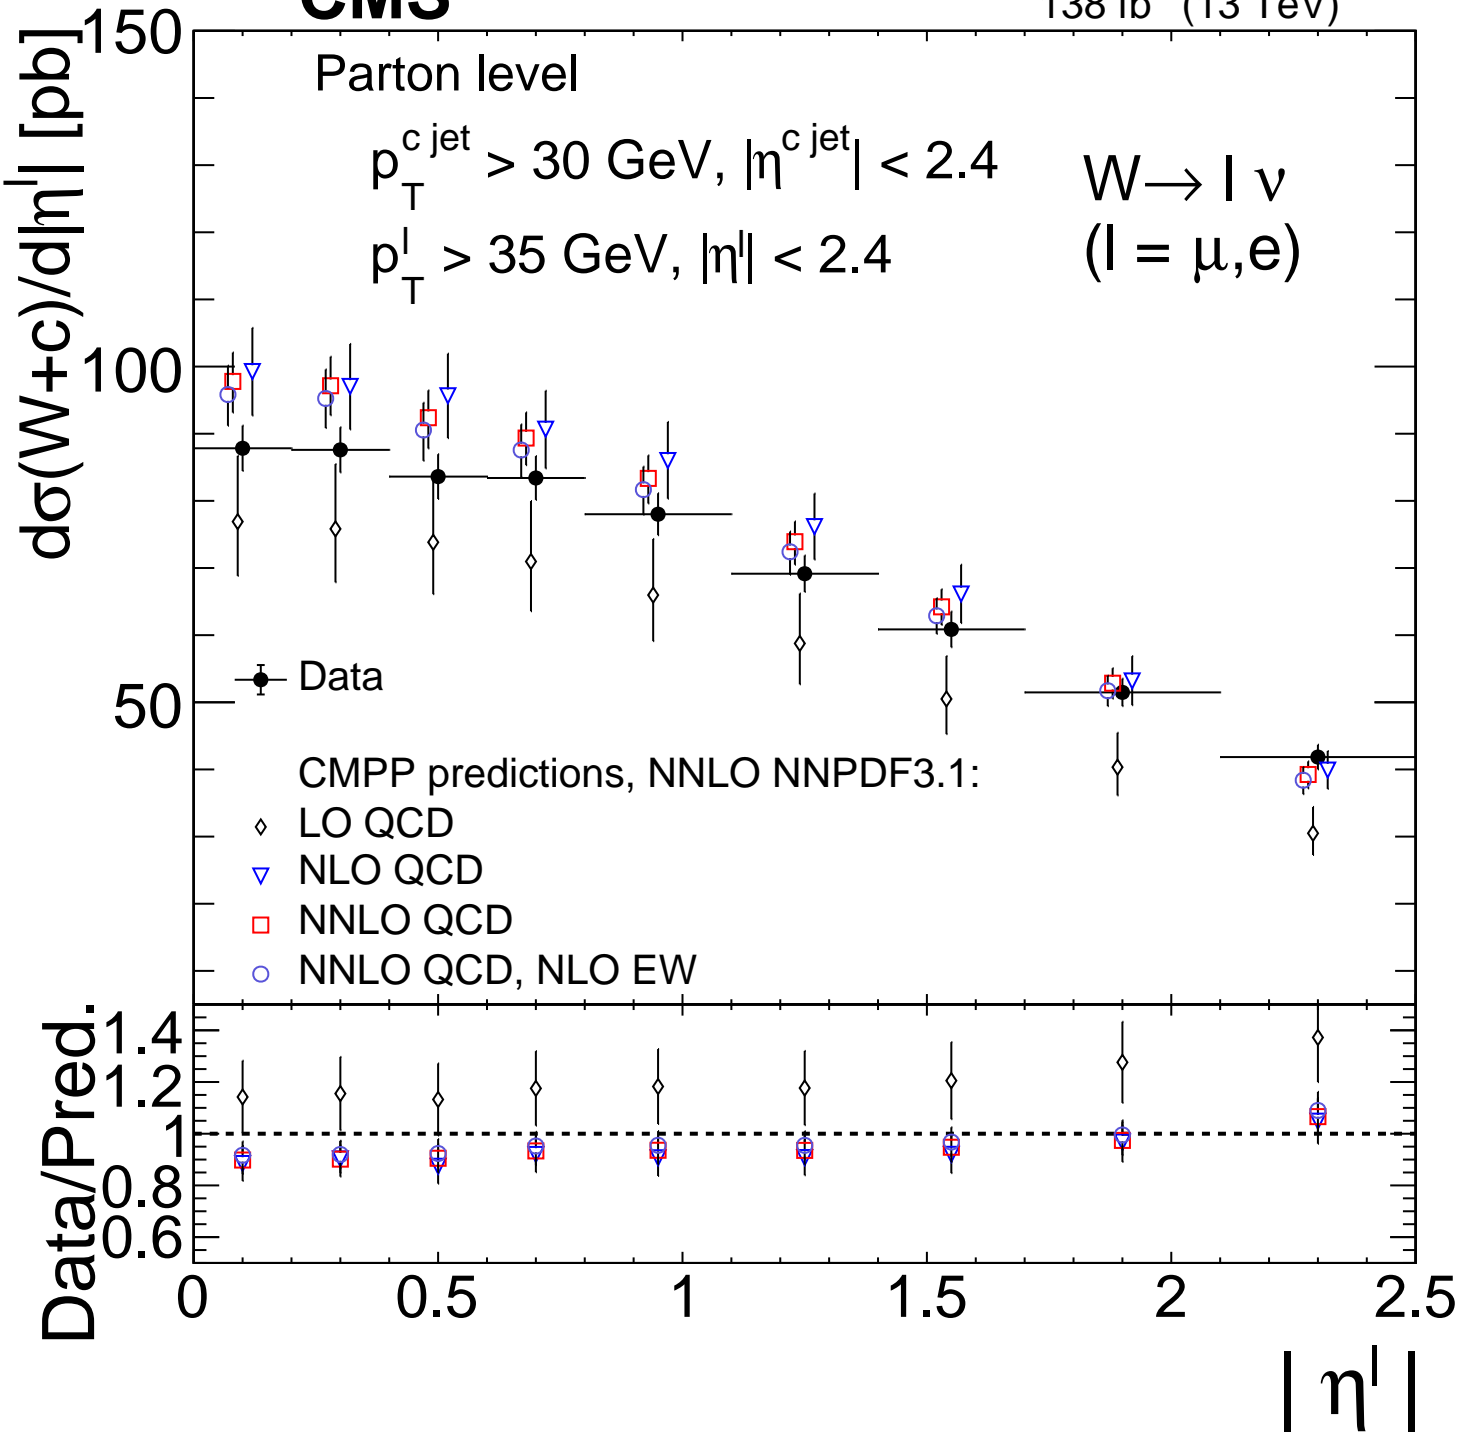 CMS
138 fb (13 TeV)
dσ(W+c)/d|η^l| [pb]
150
100
50
Parton level
p_T^{c jet} > 30 GeV, |η^{c jet}| < 2.4
p_T^l > 35 GeV, |η^l| < 2.4
W→ l ν
(l = μ,e)
Data
CMPP predictions, NNLO NNPDF3.1:
LO QCD
NLO QCD
NNLO QCD
NNLO QCD, NLO EW
Data/Pred.
1.4
1.2
1
0.8
0.6
0 0.5 1 1.5 2 2.5
| η^l |